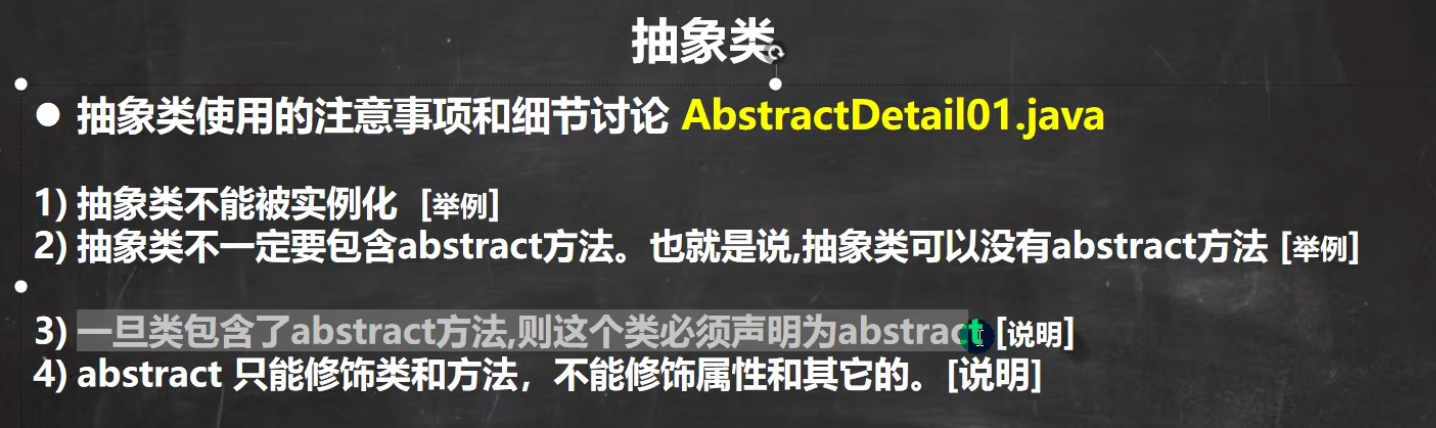 抽象类
● 抽象类使用的注意事项和细节讨论 AbstractDetail01.java
1) 抽象类不能被实例化 [举例]
2) 抽象类不一定要包含abstract方法。也就是说,抽象类可以没有abstract方法 [举例]
3) 一旦类包含了abstract方法,则这个类必须声明为abstract [说明]
4) abstract 只能修饰类和方法，不能修饰属性和其它的。[说明]